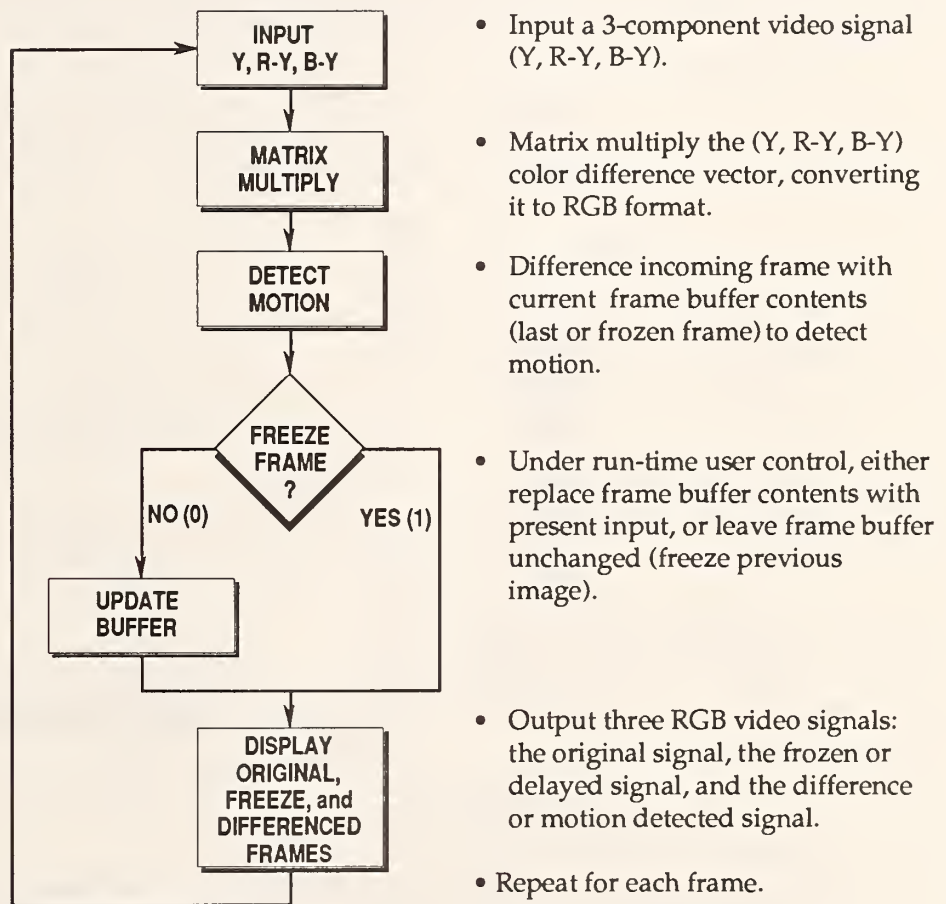 INPUT
Y, R-Y, B-Y
• Input a 3-component video signal
(Y, R-Y, B-Y).
MATRIX
MULTIPLY
• Matrix multiply the (Y, R-Y, B-Y)
color difference vector, converting
it to RGB format.
DETECT
MOTION
• Difference incoming frame with
current frame buffer contents
(last or frozen frame) to detect
motion.
FREEZE
FRAME
?
NO (0)
YES (1)
• Under run-time user control, either
replace frame buffer contents with
present input, or leave frame buffer
unchanged (freeze previous
image).
UPDATE
BUFFER
DISPLAY
ORIGINAL,
FREEZE, and
DIFFERENCED
FRAMES
• Output three RGB video signals:
the original signal, the frozen or
delayed signal, and the difference
or motion detected signal.
• Repeat for each frame.